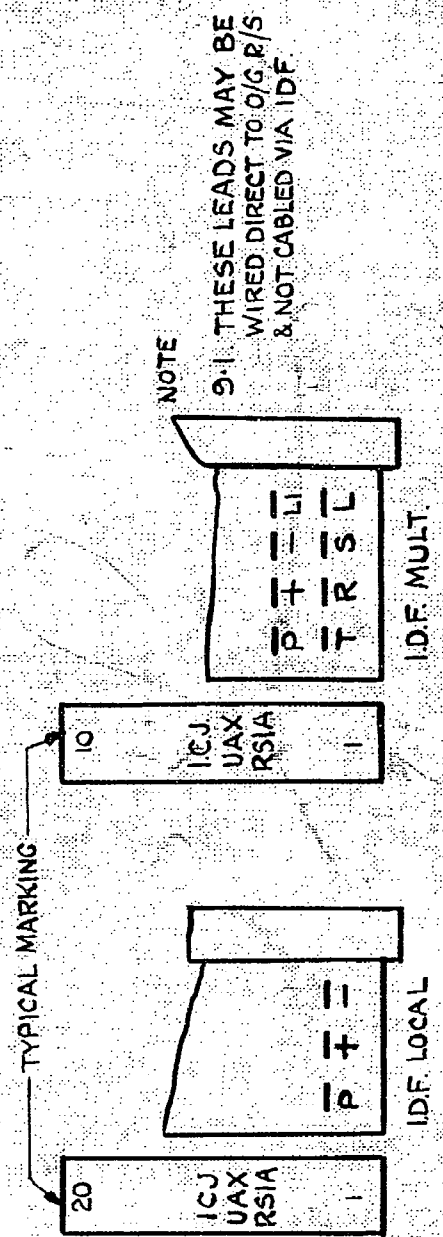 TYPICAL MARKING
20
ICJ
UAX
RSIA
1
P + −
I.D.F. LOCAL
10
ICJ
UAX
RSIA
1
P + − L1
T R S L
I.D.F. MULT.
NOTE
9·1. THESE LEADS MAY BE
WIRED DIRECT TO O/G R/S
& NOT CABLED VIA IDF.